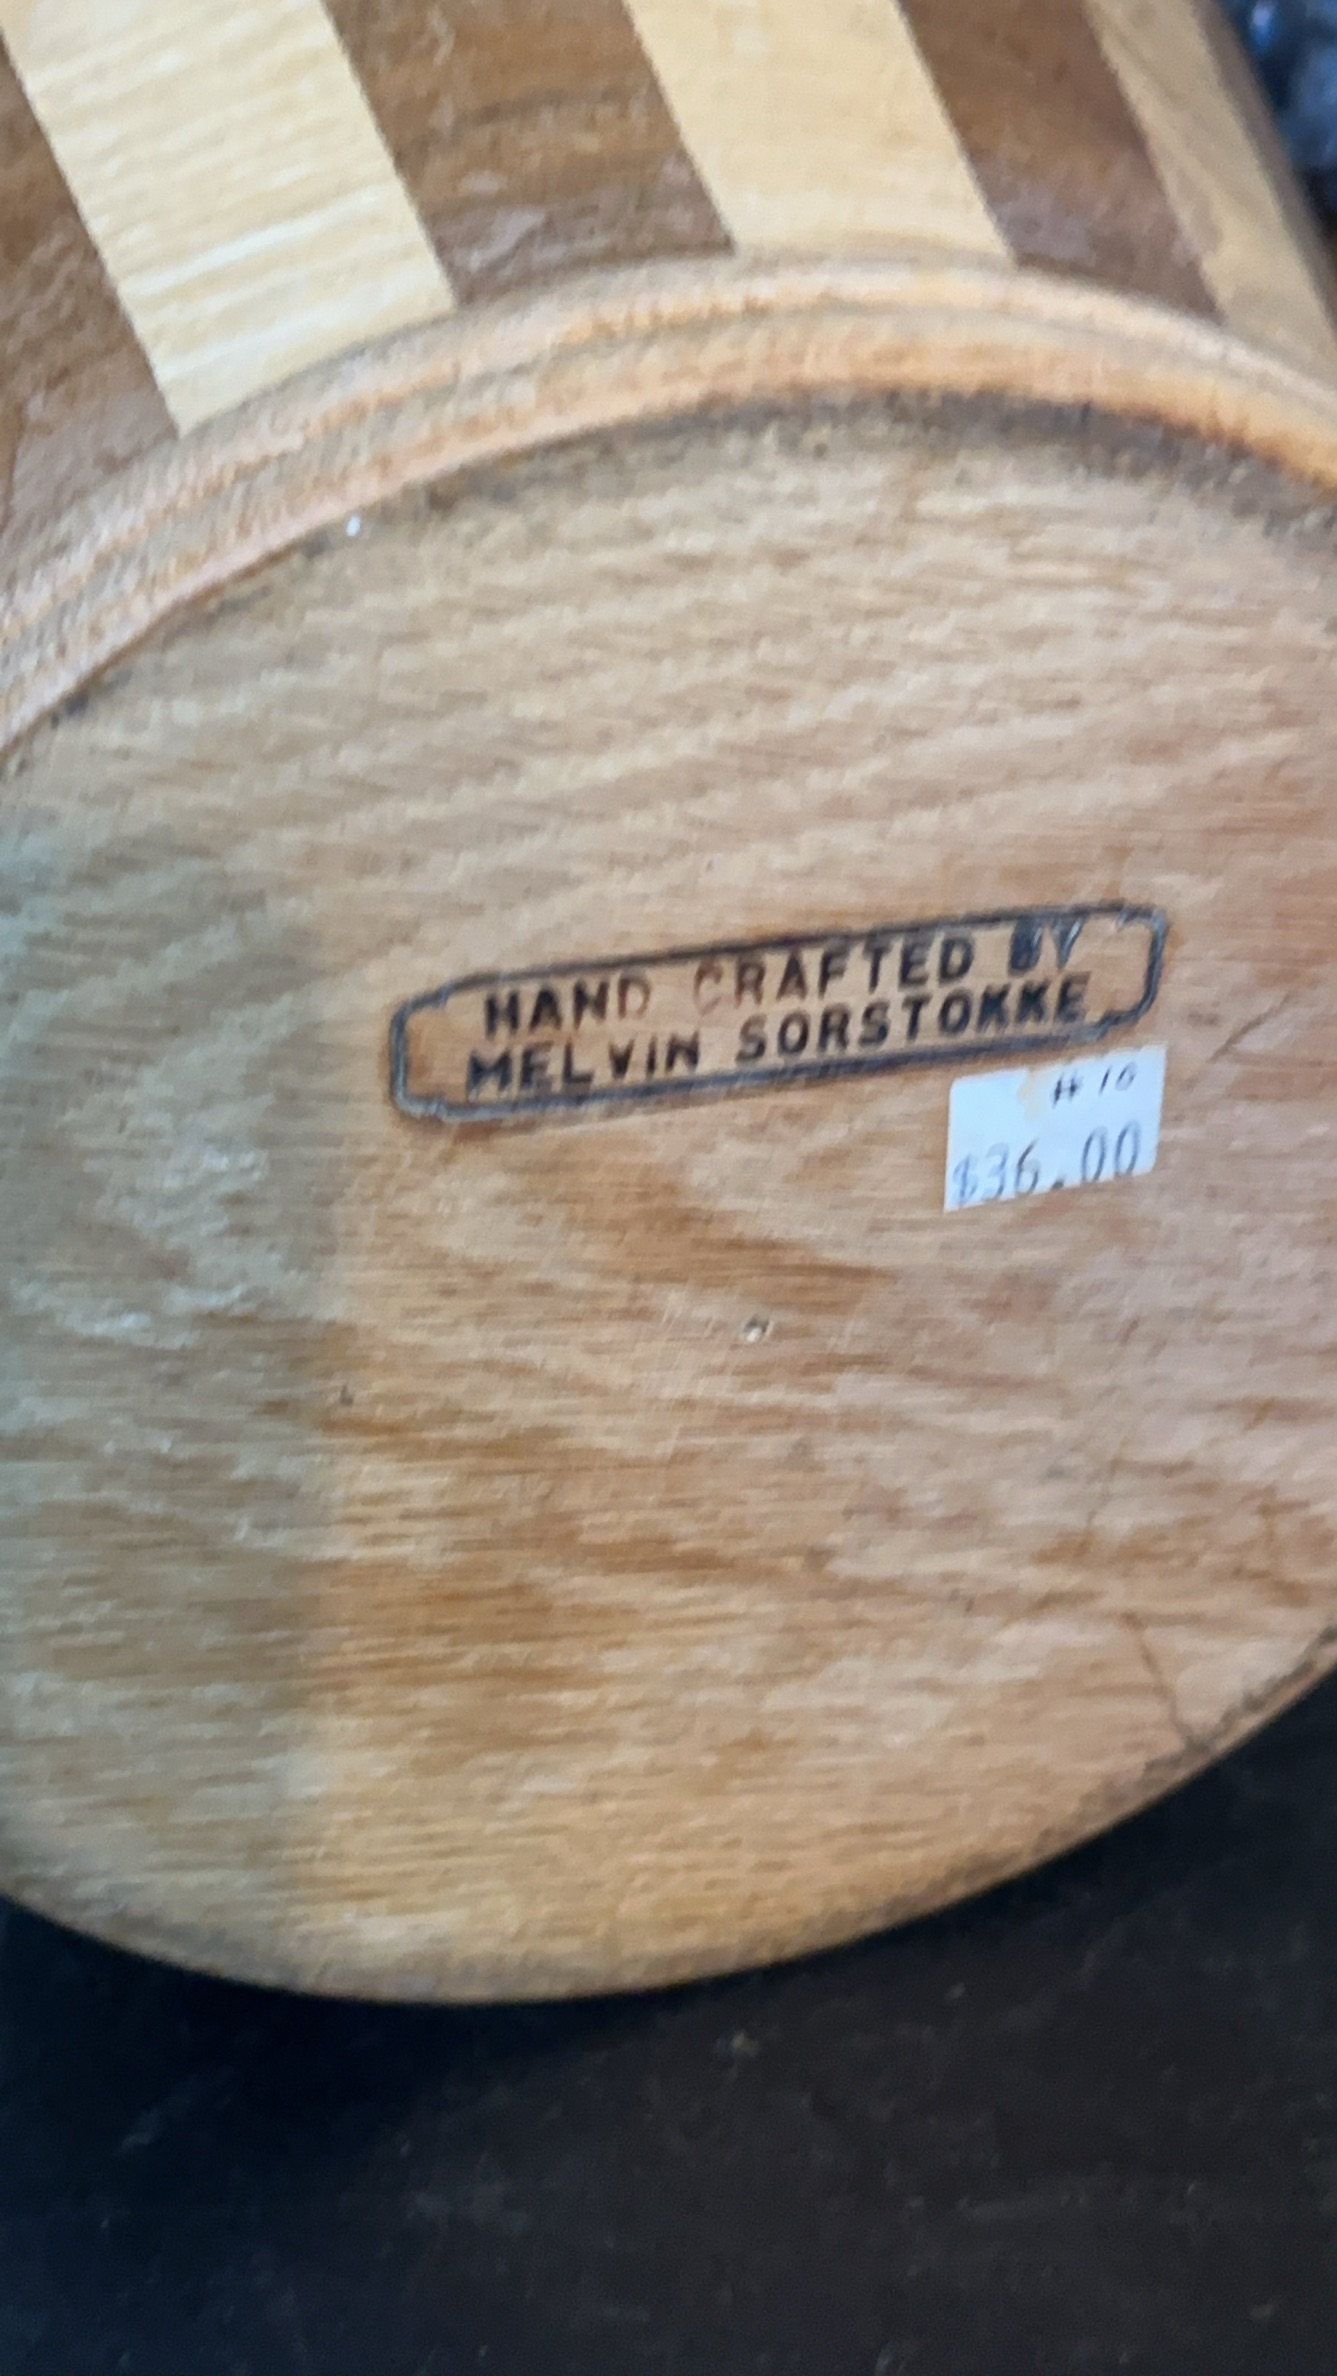 HAND CRAFTED BY
MELVIN SORSTOKKE
# 10
$36.00